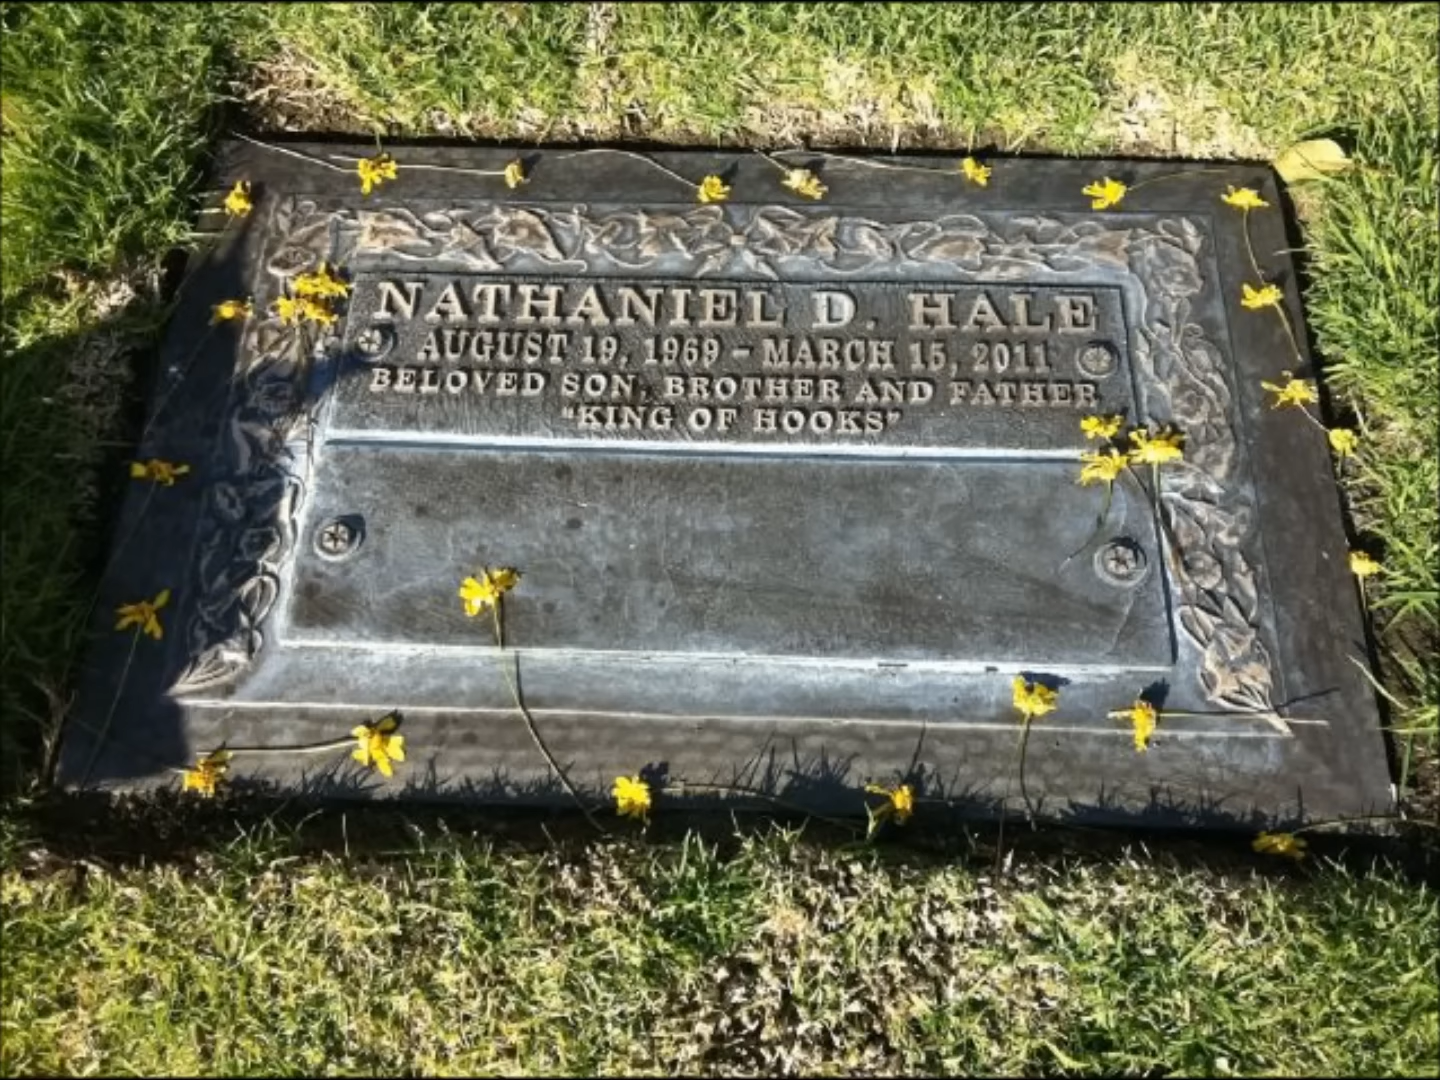 NATHANIEL D. HALE
AUGUST 19, 1969 - MARCH 15, 2011
BELOVED SON, BROTHER AND FATHER
"KING OF HOOKS"